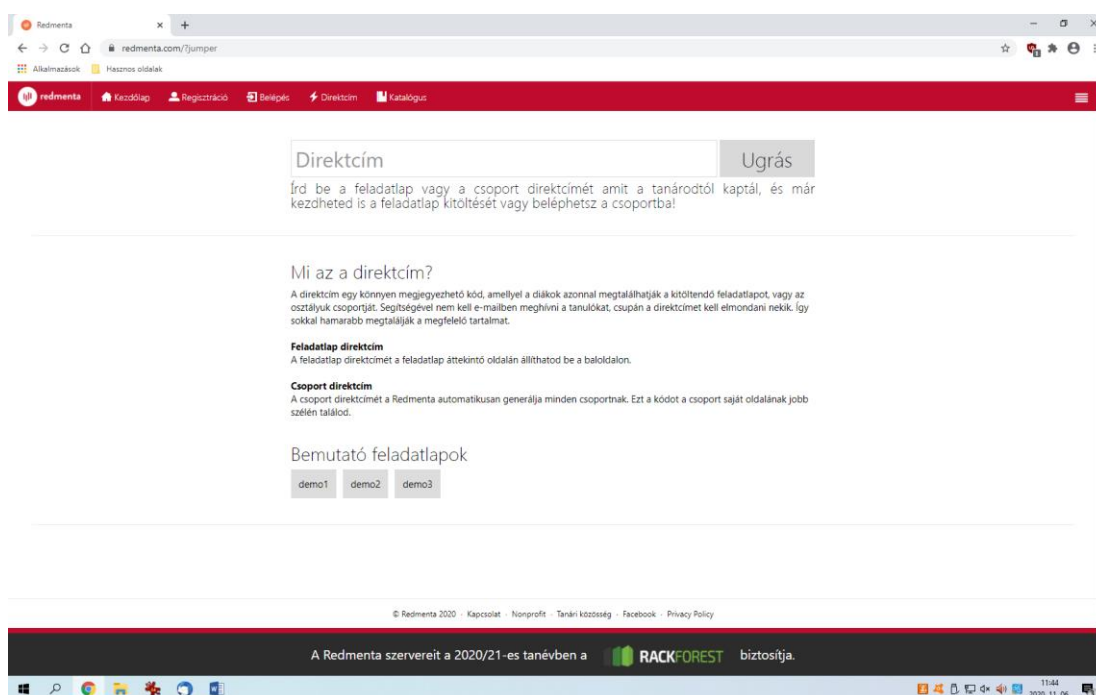 Redmenta
redmenta.com/?jumper
Alkalmazások Hasznos oldalak
redmenta Kezdőlap Regisztráció Belépés Direktcím Katalógus
Direktcím Ugrás
Írd be a feladatlap vagy a csoport direktcímét amit a tanárodtól kaptál, és már
kezdheted is a feladatlap kitöltését vagy beléphetsz a csoportba!
Mi az a direktcím?
A direktcím egy könnyen megjegyezhető kód, amellyel a diákok azonnal megtalálhatják a kitöltendő feladatlapot, vagy az
osztályuk csoportját. Segítségével nem kell e-mailben meghívni a tanulókat, csupán a direktcímet kell elmondani nekik. Így
sokkal hamarabb megtalálják a megfelelő tartalmat.
Feladatlap direktcím
A feladatlap direktcímét a feladatlap áttekintő oldalán állíthatod be a baloldalon.
Csoport direktcím
A csoport direktcímét a Redmenta automatikusan generálja minden csoportnak. Ezt a kódot a csoport saját oldalának jobb
szélén találod.
Bemutató feladatlapok
demo1 demo2 demo3
© Redmenta 2020 - Kapcsolat - Nonprofit - Tanári közösség - Facebook - Privacy Policy
A Redmenta szervereit a 2020/21-es tanévben a RACKFOREST biztosítja.
11:44
2020. 11. 06.